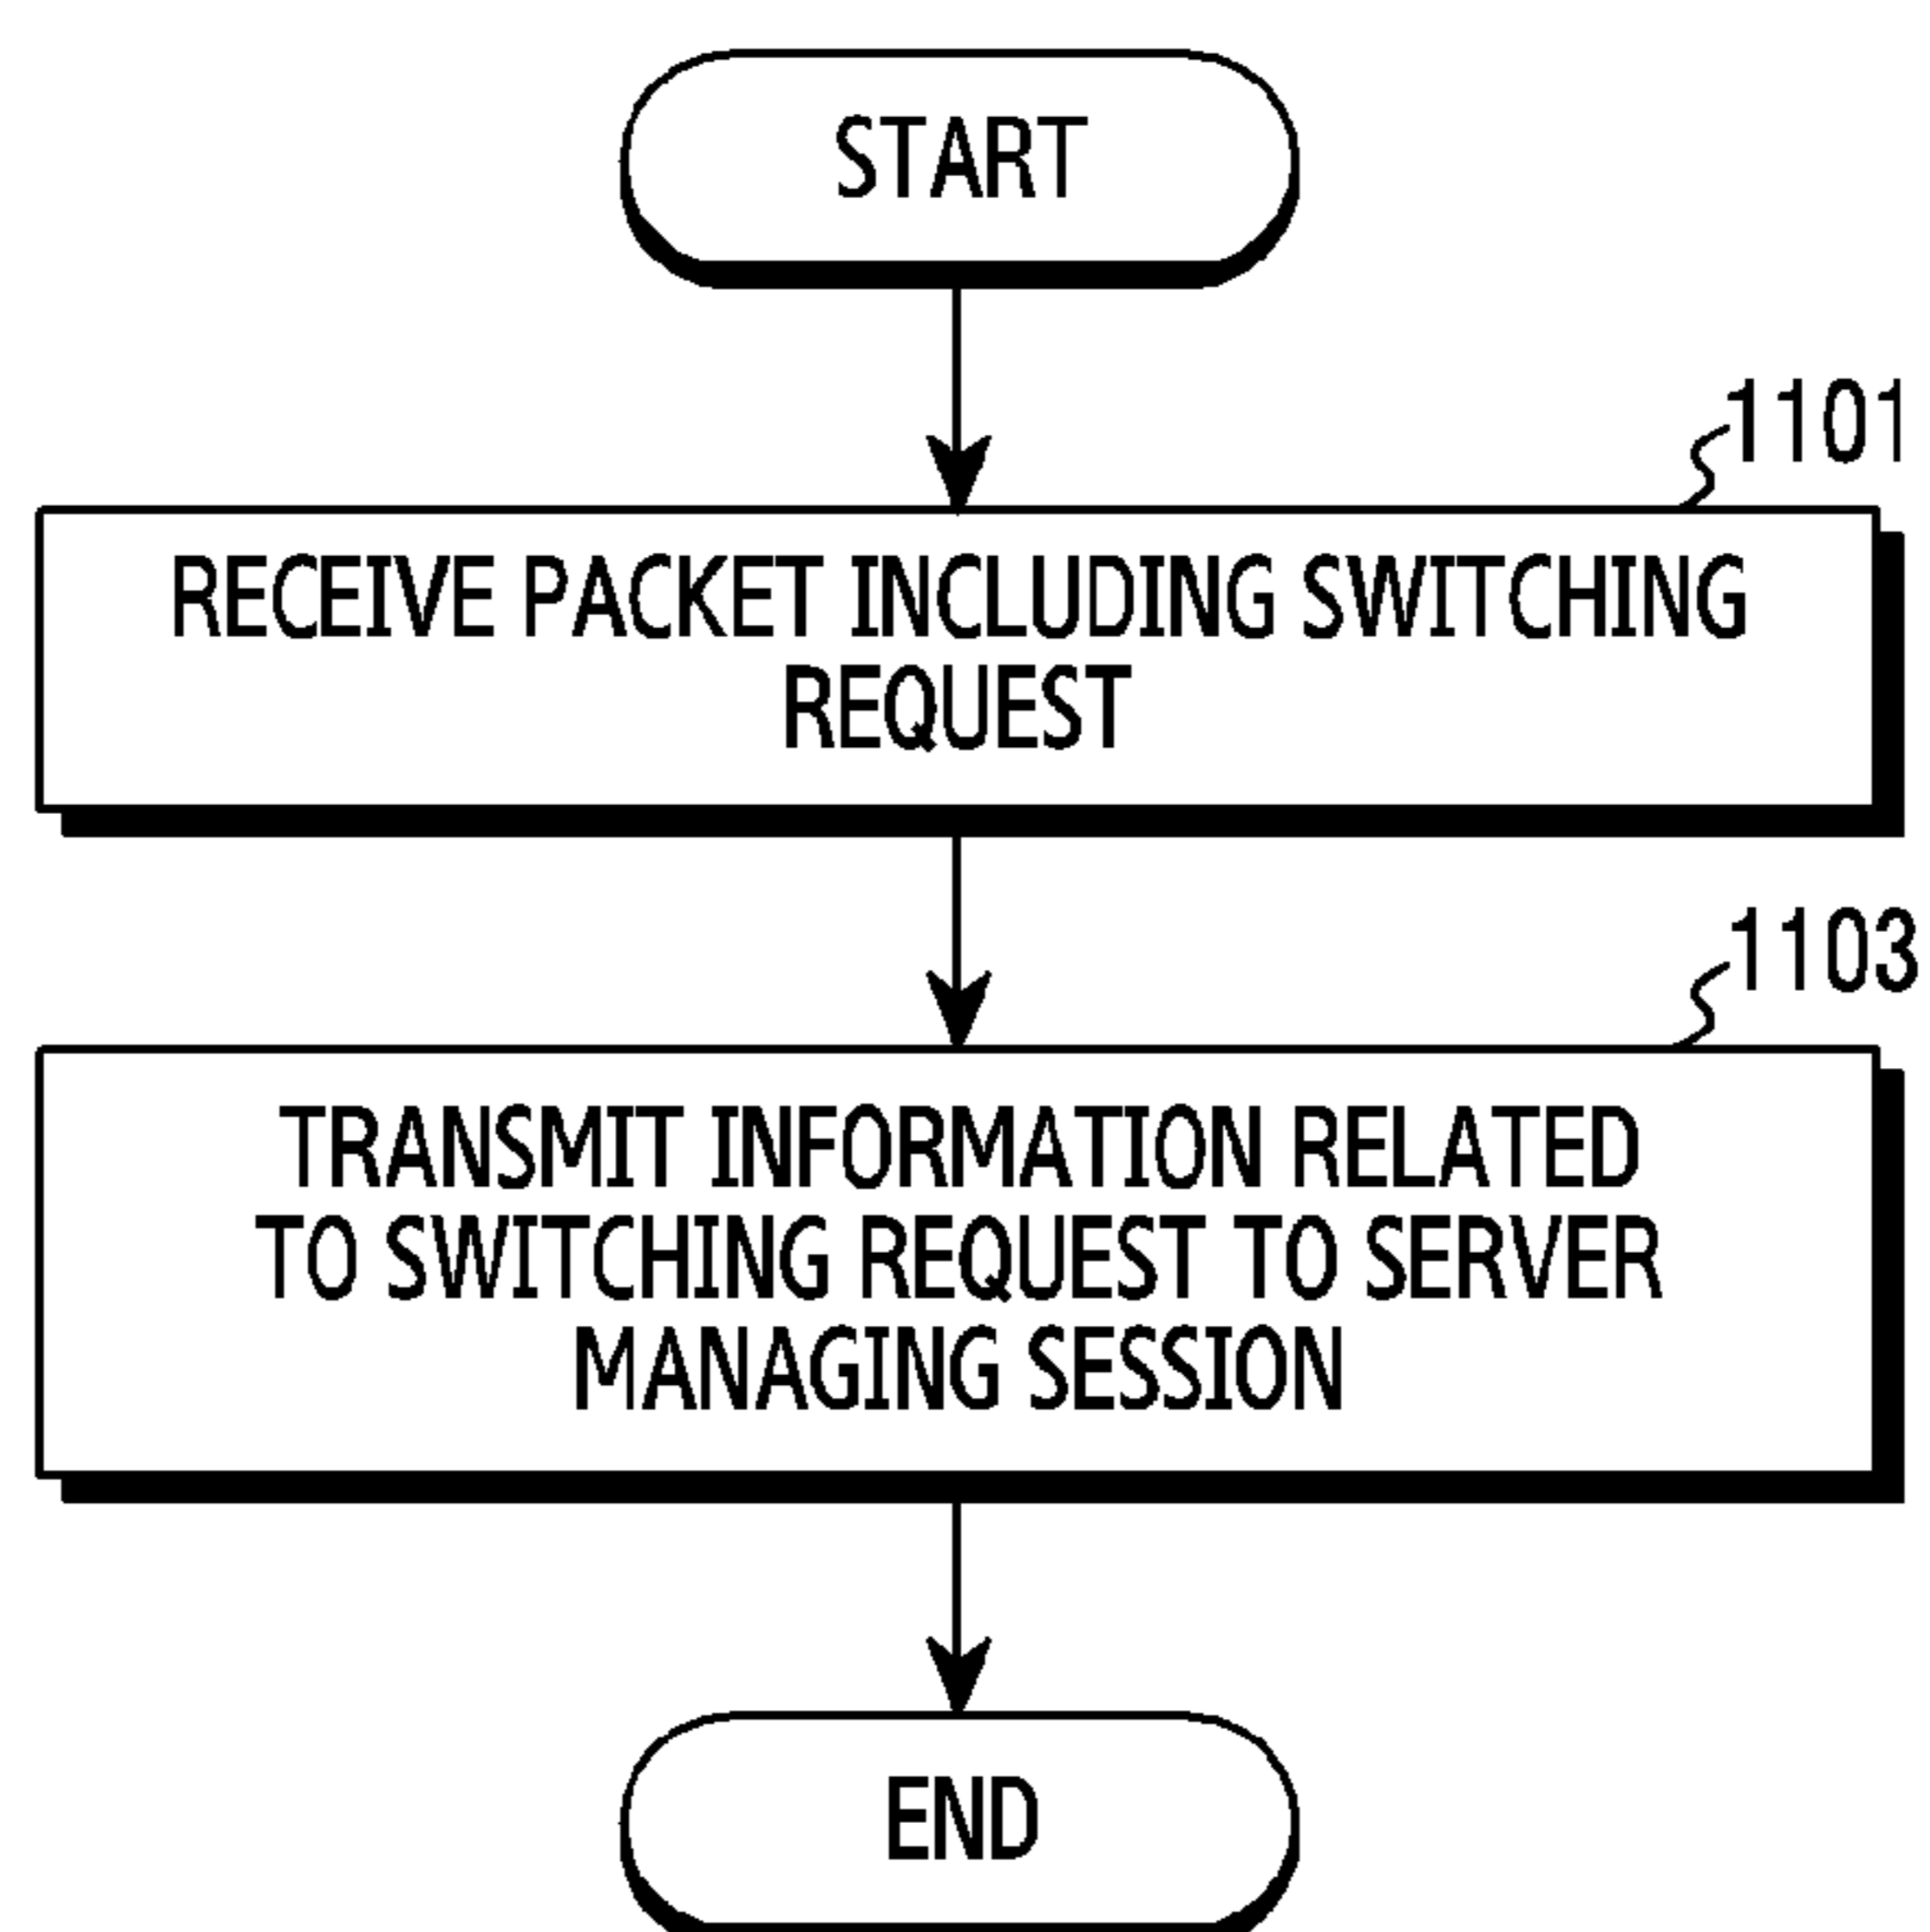 START
1101
RECEIVE PACKET INCLUDING SWITCHING
REQUEST
1103
TRANSMIT INFORMATION RELATED
TO SWITCHING REQUEST TO SERVER
MANAGING SESSION
END